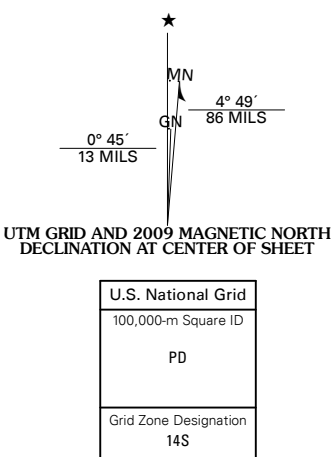 ★
MN
4° 49´
86 MILS
GN
0° 45´
13 MILS
UTM GRID AND 2009 MAGNETIC NORTH
DECLINATION AT CENTER OF SHEET
U.S. National Grid
100,000-m Square ID
PD
Grid Zone Designation
14S